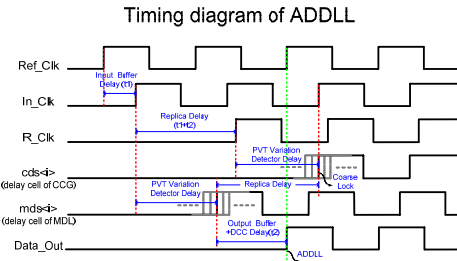 Timing diagram of ADDLL
Ref_Clk
Input Buffer
Delay(t1)
In_Clk
Replica Delay
(t1+t2)
R_Clk
PVT Variation
Detector Delay
cds<i>
(delay cell of CCG)
Coarse
Lock
PVT Variation
Detector Delay
Replica Delay
mds<i>
(delay cell of MDL)
Output Buffer
+DCC Delay(t2)
Data_Out
ADDLL